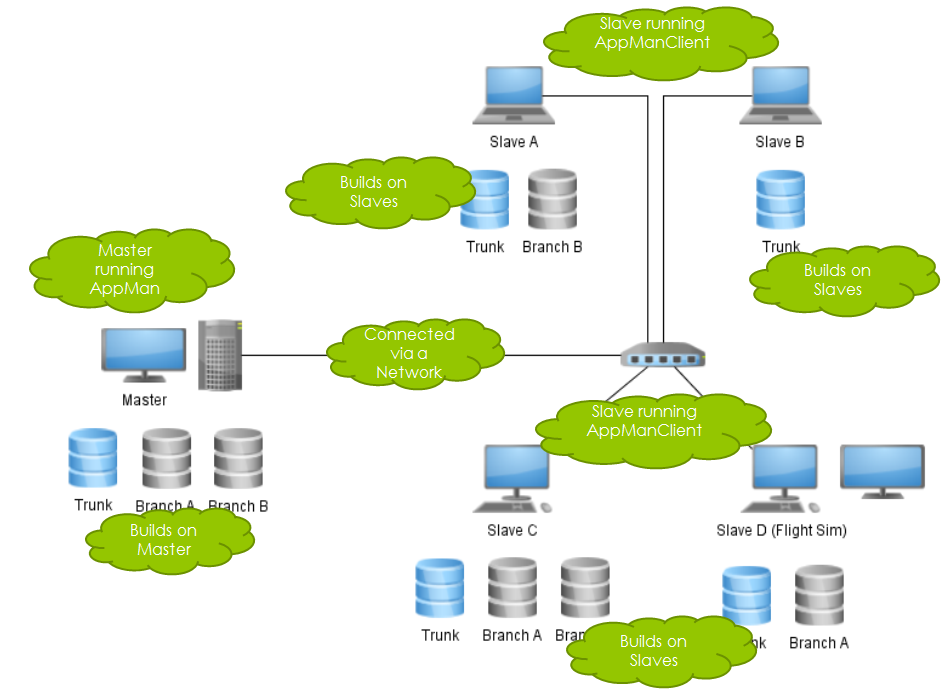 Slave running
AppManClient
Slave A
Slave B
Builds on
Slaves
Trunk
Branch B
Trunk
Builds on
Slaves
Master
running
AppMan
Connected
via a
Network
Master
Slave running
AppManClient
Trunk
Branch A
Branch B
Builds on
Master
Slave C
Slave D (Flight Sim)
Trunk
Branch A
Bran
Builds on
Slaves
nk
Branch A